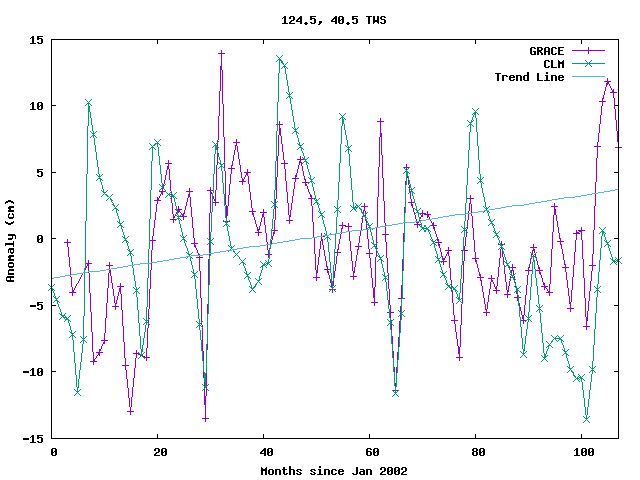 124.5, 40.5 TWS
GRACE
CLM
Trend Line
15
10
5
0
-5
-10
-15
Anomaly (cm)
0 20 40 60 80 100
Months since Jan 2002